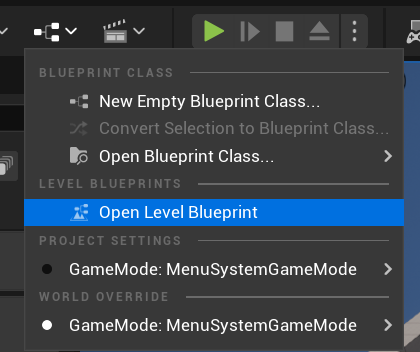 BLUEPRINT CLASS
New Empty Blueprint Class...
Convert Selection to Blueprint Class...
Open Blueprint Class...
LEVEL BLUEPRINTS
Open Level Blueprint
PROJECT SETTINGS
GameMode: MenuSystemGameMode
WORLD OVERRIDE
GameMode: MenuSystemGameMode